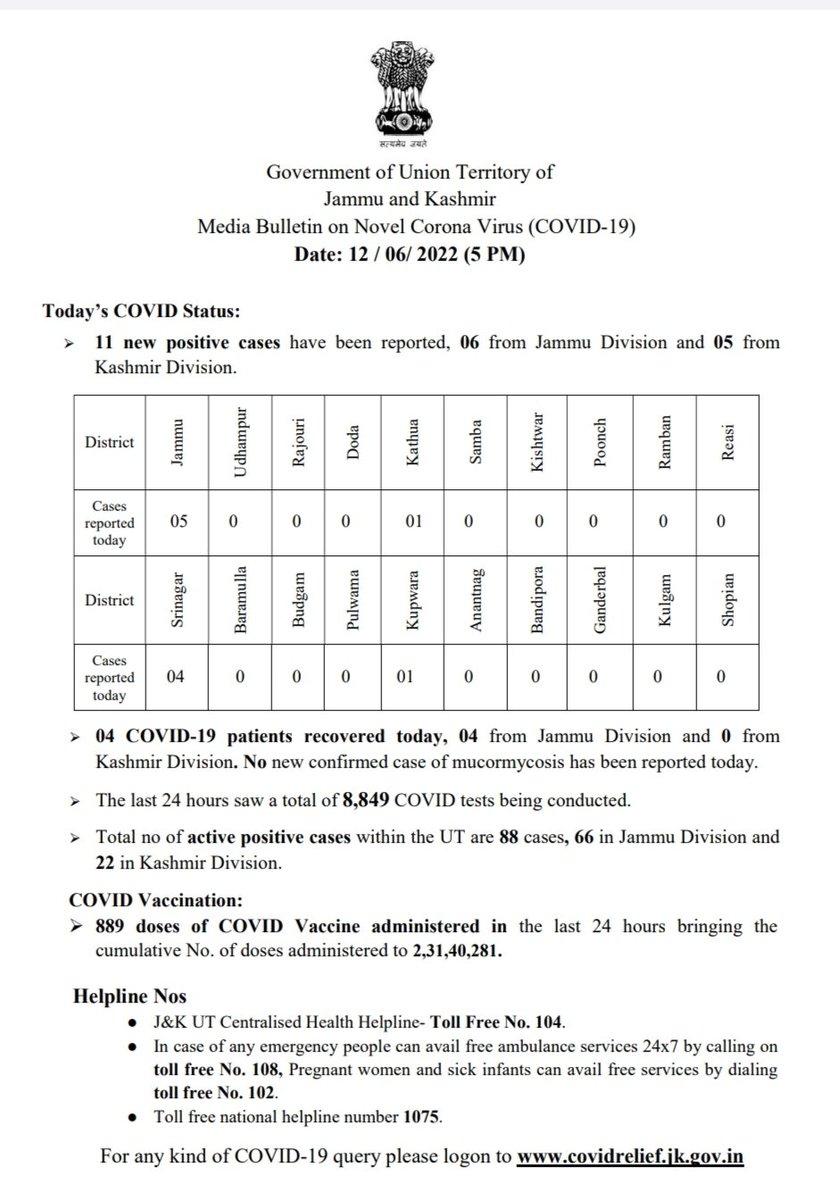 सत्यमेव जयते
Government of Union Territory of
Jammu and Kashmir
Media Bulletin on Novel Corona Virus (COVID-19)
Date: 12 / 06/ 2022 (5 PM)
Today’s COVID Status:
➢ 11 new positive cases have been reported, 06 from Jammu Division and 05 from
Kashmir Division.
District Jammu Udhampur Rajouri Doda Kathua Samba Kishtwar Poonch Ramban Reasi
Cases
reported
today
05 0 0 0 01 0 0 0 0 0
District Srinagar Baramulla Budgam Pulwama Kupwara Anantnag Bandipora Ganderbal Kulgam Shopian
Cases
reported
today
04 0 0 0 01 0 0 0 0 0
➢ 04 COVID-19 patients recovered today, 04 from Jammu Division and 0 from
Kashmir Division. No new confirmed case of mucormycosis has been reported today.
➢ The last 24 hours saw a total of 8,849 COVID tests being conducted.
➢ Total no of active positive cases within the UT are 88 cases, 66 in Jammu Division and
22 in Kashmir Division.
COVID Vaccination:
➢ 889 doses of COVID Vaccine administered in the last 24 hours bringing the
cumulative No. of doses administered to 2,31,40,281.
Helpline Nos
● J&K UT Centralised Health Helpline- Toll Free No. 104.
● In case of any emergency people can avail free ambulance services 24x7 by calling on
toll free No. 108, Pregnant women and sick infants can avail free services by dialing
toll free No. 102.
● Toll free national helpline number 1075.
For any kind of COVID-19 query please logon to www.covidrelief.jk.gov.in